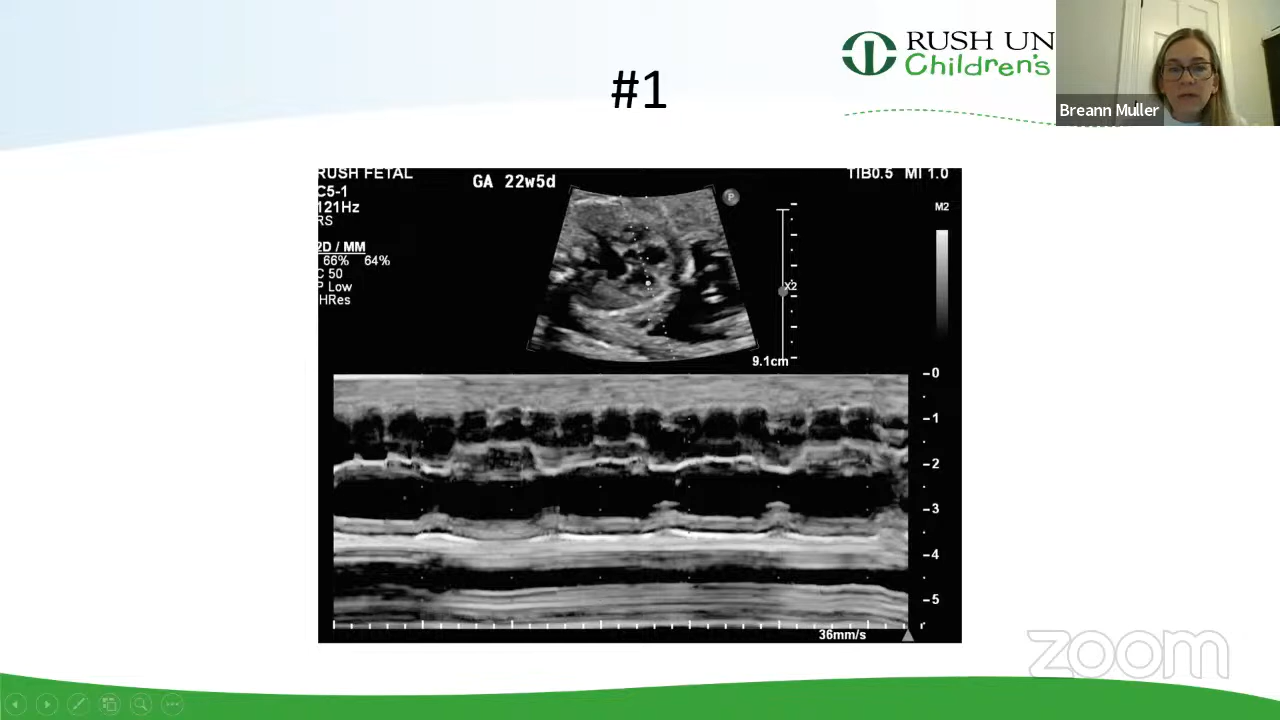 #1
RUSH UN
Children's
Breann Muller
RUSH FETAL
GA 22w5d
TIB0.5 MI 1.0
C5-1
121Hz
RS
M2
P
2D / MM
66% 64%
C 50
P Low
HRes
X2
9.1cm
0
1
2
3
4
5
36mm/s
zoom